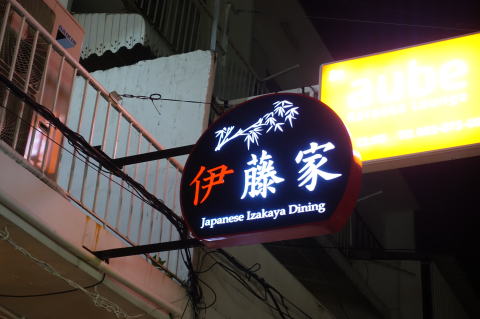 伊藤家
Japanese Izakaya Dining
aube